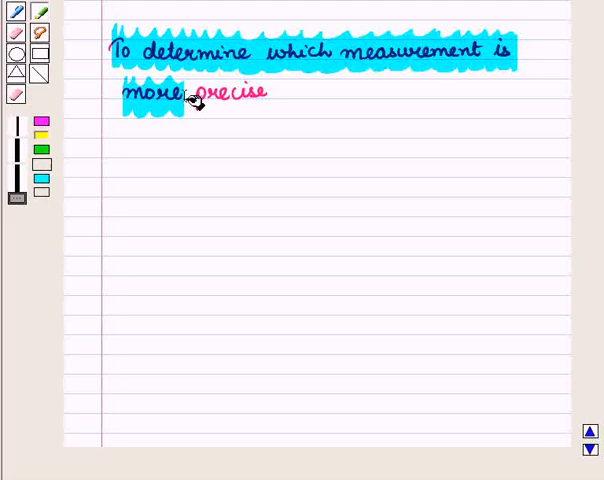 To determine which measurement is
more precise